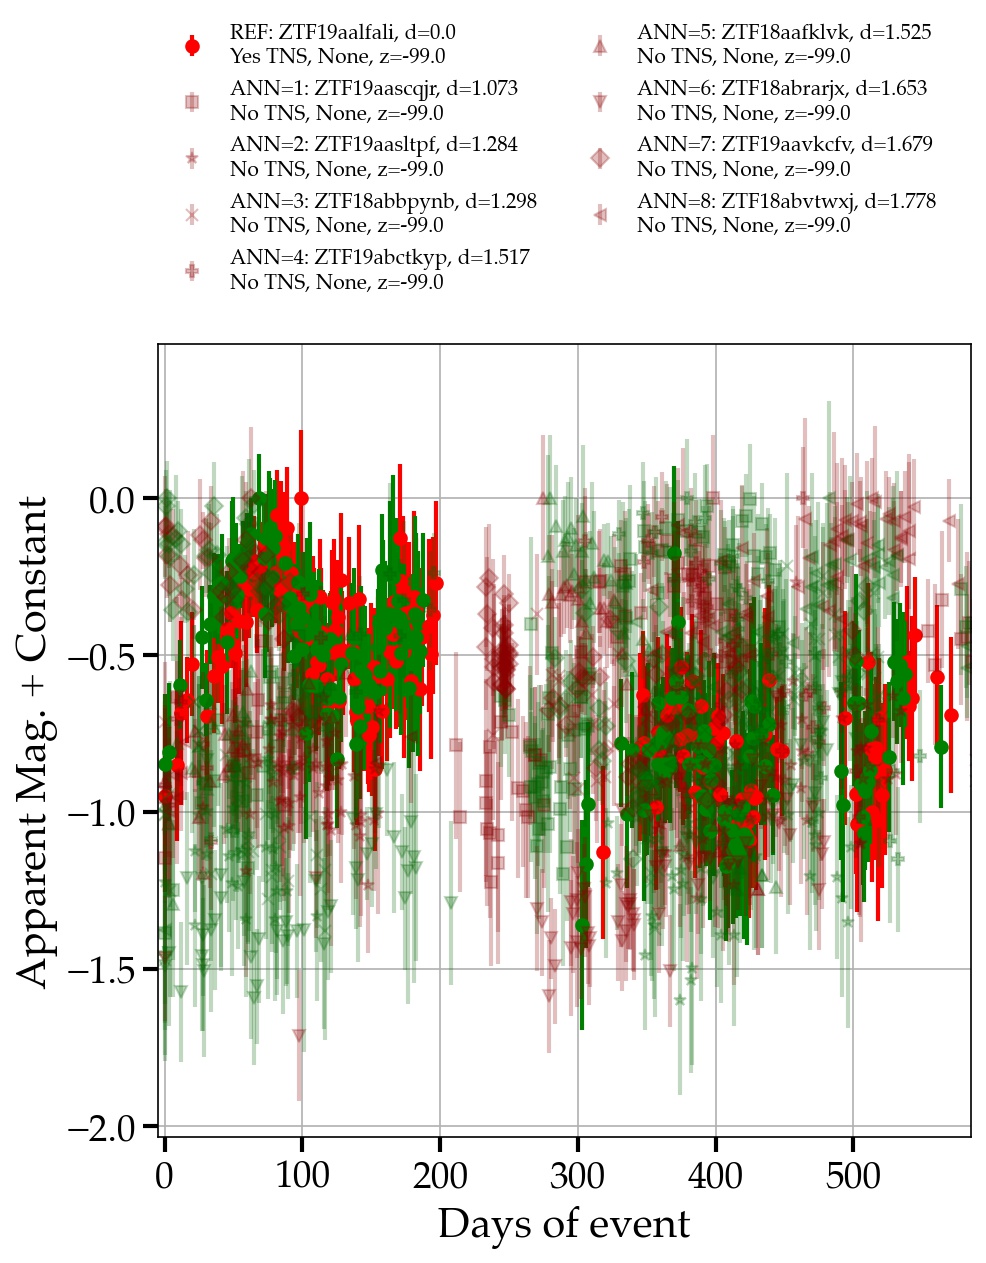 REF: ZTF19aalfali, d=0.0
Yes TNS, None, z=-99.0
ANN=1: ZTF19aascqjr, d=1.073
No TNS, None, z=-99.0
ANN=2: ZTF19aasltpf, d=1.284
No TNS, None, z=-99.0
ANN=3: ZTF18abbpynb, d=1.298
No TNS, None, z=-99.0
ANN=4: ZTF19abctkyp, d=1.517
No TNS, None, z=-99.0
ANN=5: ZTF18aafklvk, d=1.525
No TNS, None, z=-99.0
ANN=6: ZTF18abrarjx, d=1.653
No TNS, None, z=-99.0
ANN=7: ZTF19aavkcfv, d=1.679
No TNS, None, z=-99.0
ANN=8: ZTF18abvtwxj, d=1.778
No TNS, None, z=-99.0
Apparent Mag. + Constant
0.0
−0.5
−1.0
−1.5
−2.0
0 100 200 300 400 500
Days of event